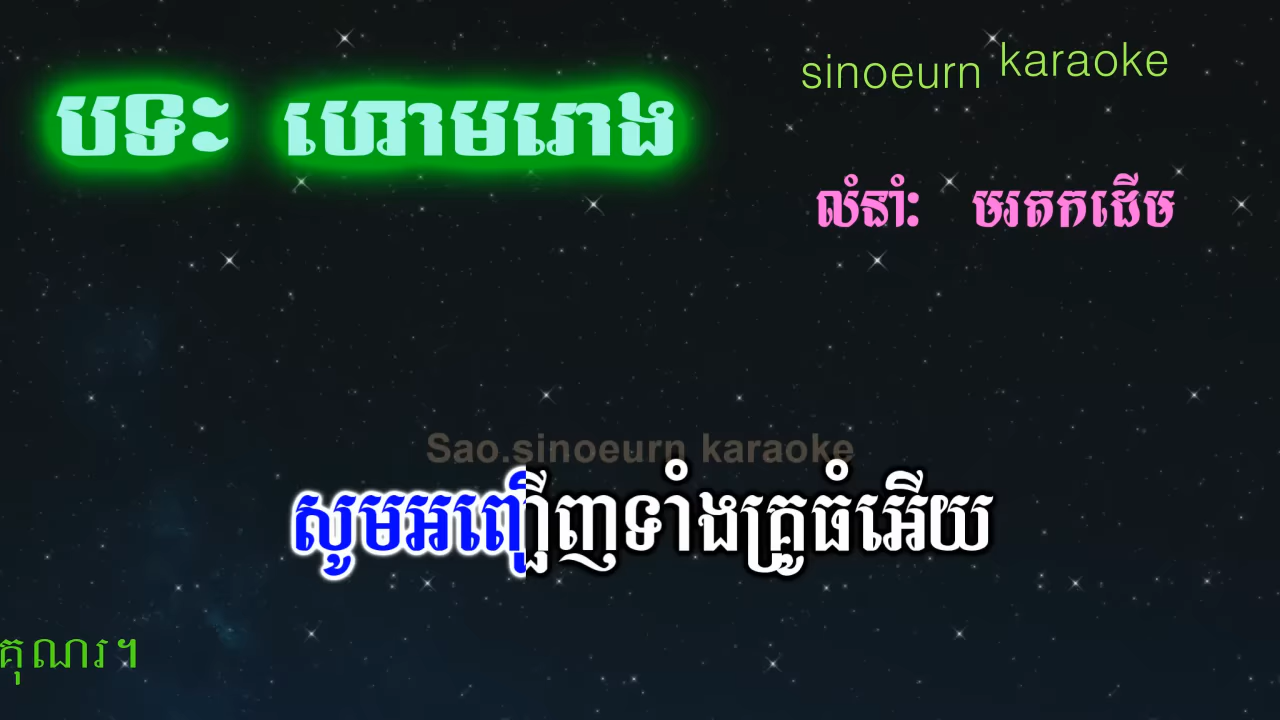 បទះ ហោមរោង
sinoeurn karaoke
លំនាំះ មរតកដើម
Sao.sinoeurn karaoke
សូមអញ្ជើញទាំងគ្រូធំអើយ
គុណរ។